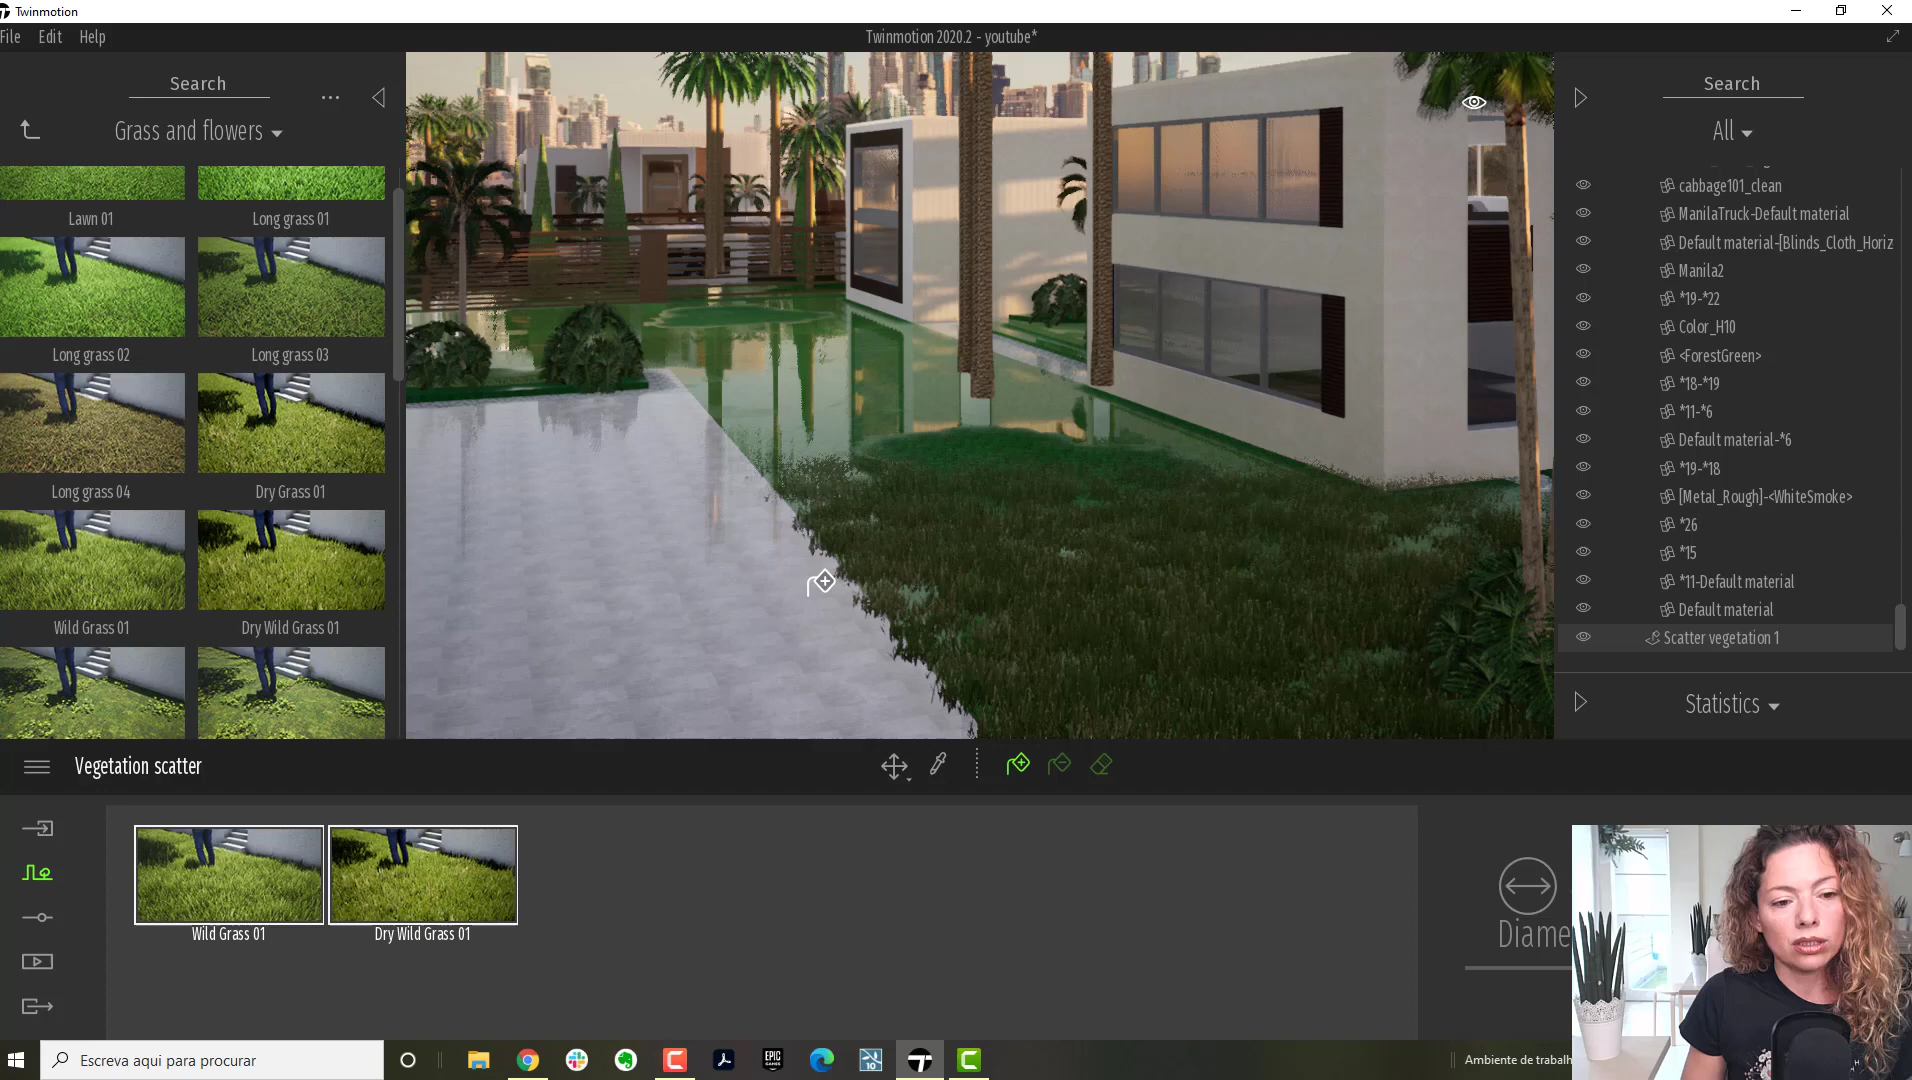 Twinmotion
File Edit Help
Twinmotion 2020.2 - youtube*
Search
Grass and flowers
Lawn 01
Long grass 01
Long grass 02
Long grass 03
Long grass 04
Dry Grass 01
Wild Grass 01
Dry Wild Grass 01
Search
All
cabbage101_clean
ManilaTruck-Default material
Default material-[Blinds_Cloth_Horiz
Manila2
*19-*22
Color_H10
<ForestGreen>
*18-*19
*11-*6
Default material-*6
*19-*18
[Metal_Rough]-<WhiteSmoke>
*26
*15
*11-Default material
Default material
Scatter vegetation 1
Statistics
Vegetation scatter
Wild Grass 01
Dry Wild Grass 01
Diame
Escreva aqui para procurar
EPIC
GAMES
10
Ambiente de trabalh